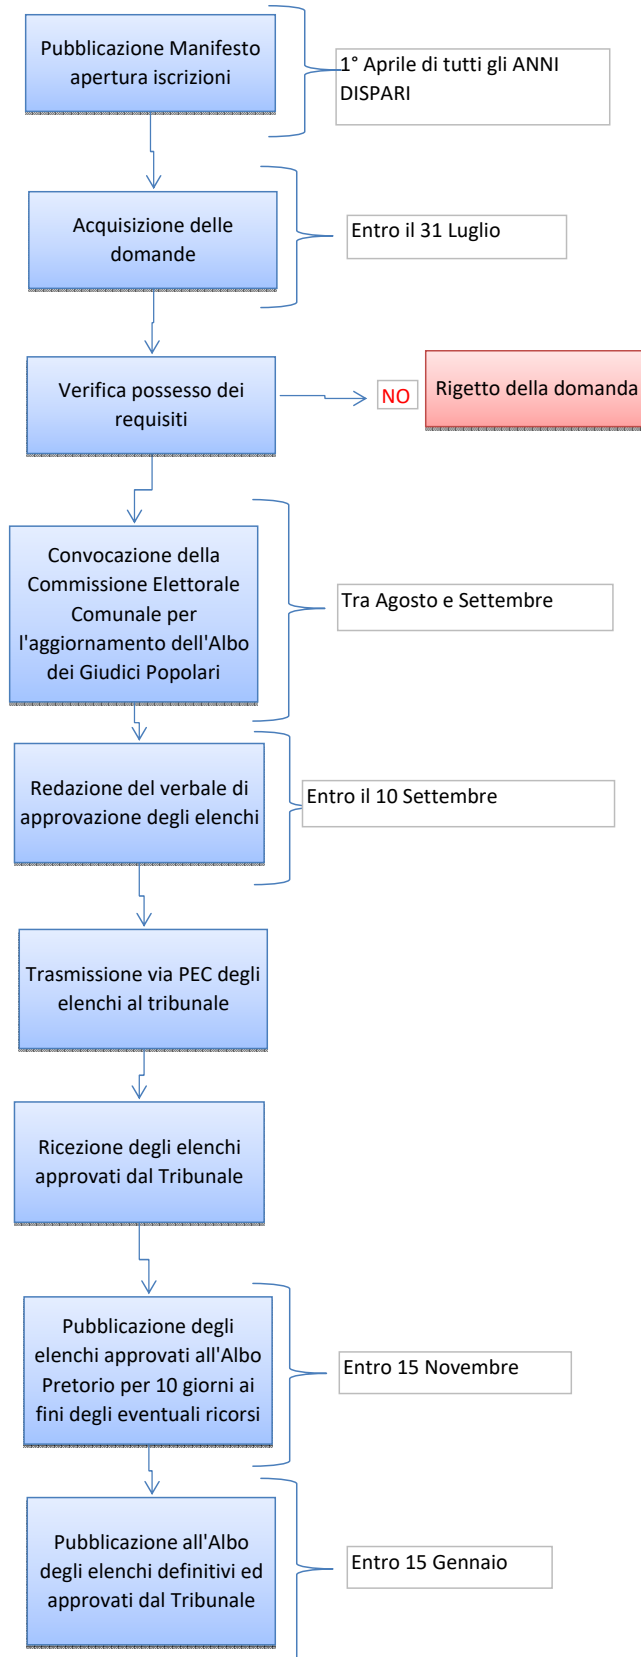 Pubblicazione Manifesto
apertura iscrizioni
1° Aprile di tutti gli ANNI
DISPARI
Acquisizione delle
domande
Entro il 31 Luglio
Verifica possesso dei
requisiti
NO
Rigetto della domanda
Convocazione della
Commissione Elettorale
Comunale per
l'aggiornamento dell'Albo
dei Giudici Popolari
Tra Agosto e Settembre
Redazione del verbale di
approvazione degli elenchi
Entro il 10 Settembre
Trasmissione via PEC degli
elenchi al tribunale
Ricezione degli elenchi
approvati dal Tribunale
Pubblicazione degli
elenchi approvati all'Albo
Pretorio per 10 giorni ai
fini degli eventuali ricorsi
Entro 15 Novembre
Pubblicazione all'Albo
degli elenchi definitivi ed
approvati dal Tribunale
Entro 15 Gennaio